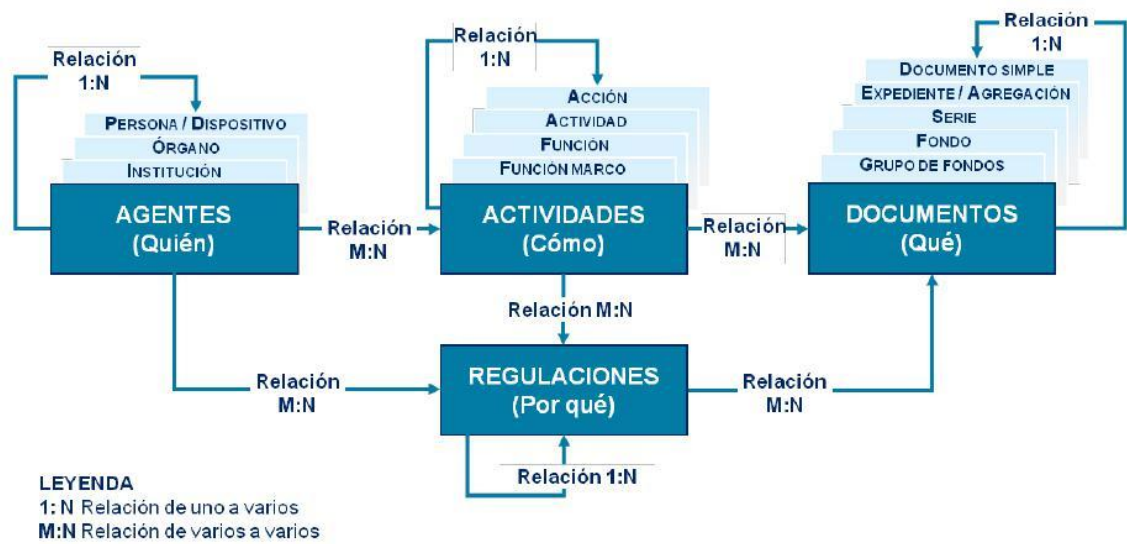 Relación
1:N
PERSONA / DISPOSITIVO
ÓRGANO
INSTITUCIÓN
AGENTES
(Quién)
Relación
M:N
Relación
1:N
ACCIÓN
ACTIVIDAD
FUNCIÓN
FUNCIÓN MARCO
ACTIVIDADES
(Cómo)
Relación
M:N
Relación
1:N
DOCUMENTO SIMPLE
EXPEDIENTE / AGREGACIÓN
SERIE
FONDO
GRUPO DE FONDOS
DOCUMENTOS
(Qué)
Relación M:N
Relación
M:N
REGULACIONES
(Por qué)
Relación
M:N
Relación 1:N
LEYENDA
1: N Relación de uno a varios
M:N Relación de varios a varios